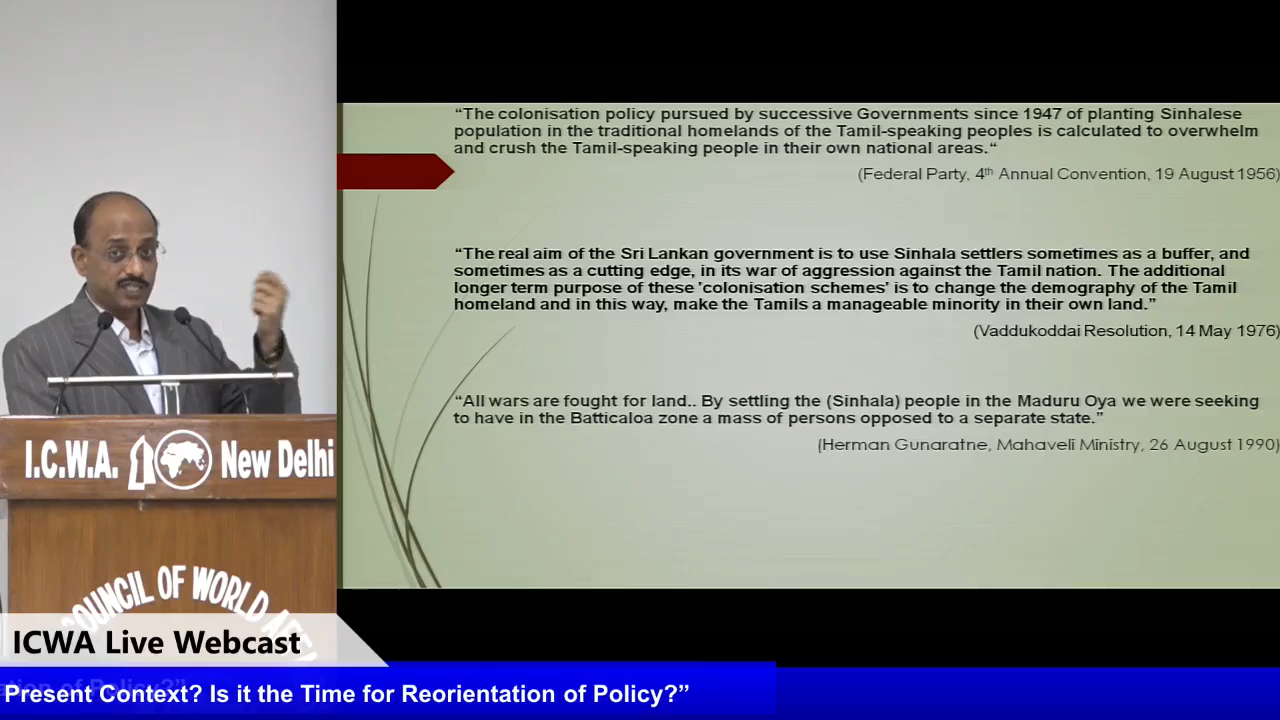 “The colonisation policy pursued by successive Governments since 1947 of planting Sinhalese
population in the traditional homelands of the Tamil-speaking peoples is calculated to overwhelm
and crush the Tamil-speaking people in their own national areas.“
(Federal Party, 4th Annual Convention, 19 August 1956)
“The real aim of the Sri Lankan government is to use Sinhala settlers sometimes as a buffer, and
sometimes as a cutting edge, in its war of aggression against the Tamil nation. The additional
longer term purpose of these 'colonisation schemes' is to change the demography of the Tamil
homeland and in this way, make the Tamils a manageable minority in their own land.”
(Vaddukoddai Resolution, 14 May 1976)
“All wars are fought for land.. By settling the (Sinhala) people in the Maduru Oya we were seeking
to have in the Batticaloa zone a mass of persons opposed to a separate state.”
(Herman Gunaratne, Mahaveli Ministry, 26 August 1990)
I.C.W.A. New Delhi
COUNCIL OF WORLD
ICWA Live Webcast
Present Context? Is it the Time for Reorientation of Policy?”